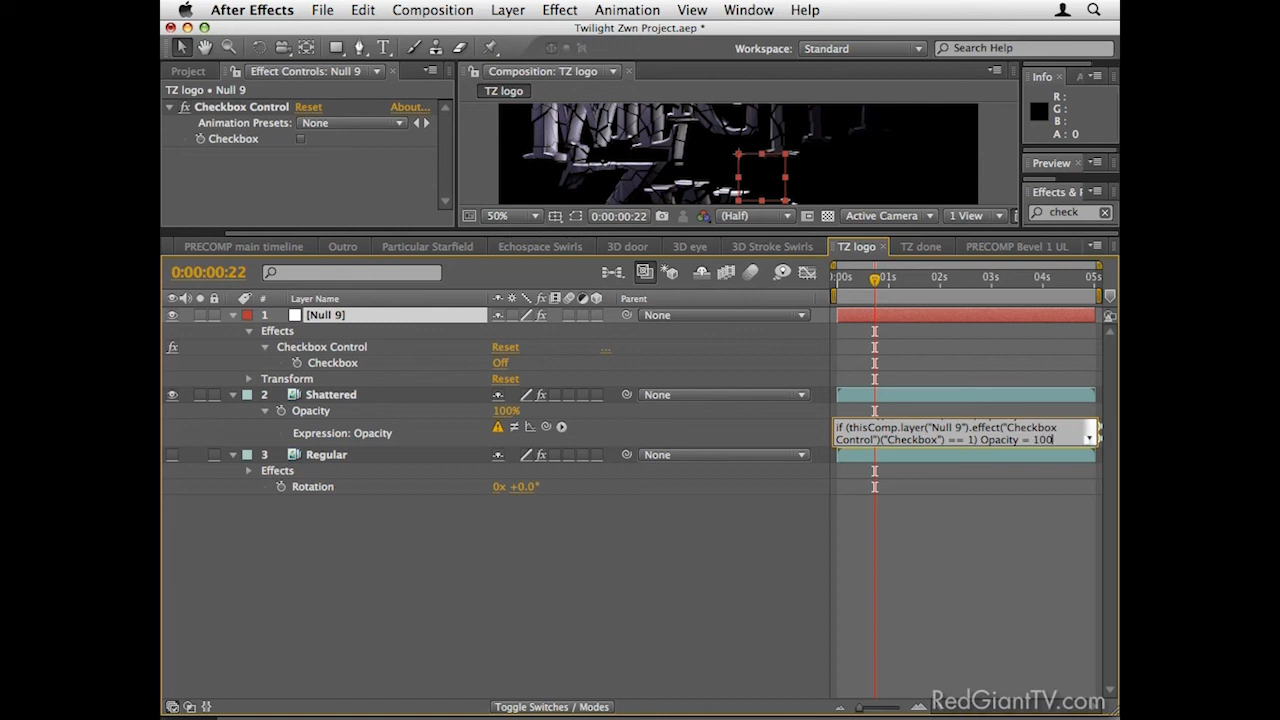 After Effects File Edit Composition Layer Effect Animation View Window Help
Twilight Zwn Project.aep *
Workspace: Standard Search Help
Project Effect Controls: Null 9 Composition: TZ logo Info
TZ logo • Null 9
TZ logo
fx Checkbox Control Reset About...
Animation Presets: None
Checkbox
R :
G :
B :
A : 0
Preview
Effects & F
check
50% 0:00:00:22 (Half) Active Camera 1 View
PRECOMP main timeline Outro Particular Starfield Echospace Swirls 3D door 3D eye 3D Stroke Swirls TZ logo TZ done PRECOMP Bevel 1 UL
0:00:00:22 :00s 01s 02s 03s 04s 05s
# Layer Name fx Parent
1 [Null 9] fx None
Effects
fx Checkbox Control Reset ...
Checkbox Off
Transform Reset
2 Shattered fx None
Opacity 100%
Expression: Opacity
if (thisComp.layer("Null 9").effect("Checkbox
Control")("Checkbox") == 1) Opacity = 100
3 Regular fx None
Effects
Rotation 0x +0.0°
Toggle Switches / Modes
RedGiantTV.com